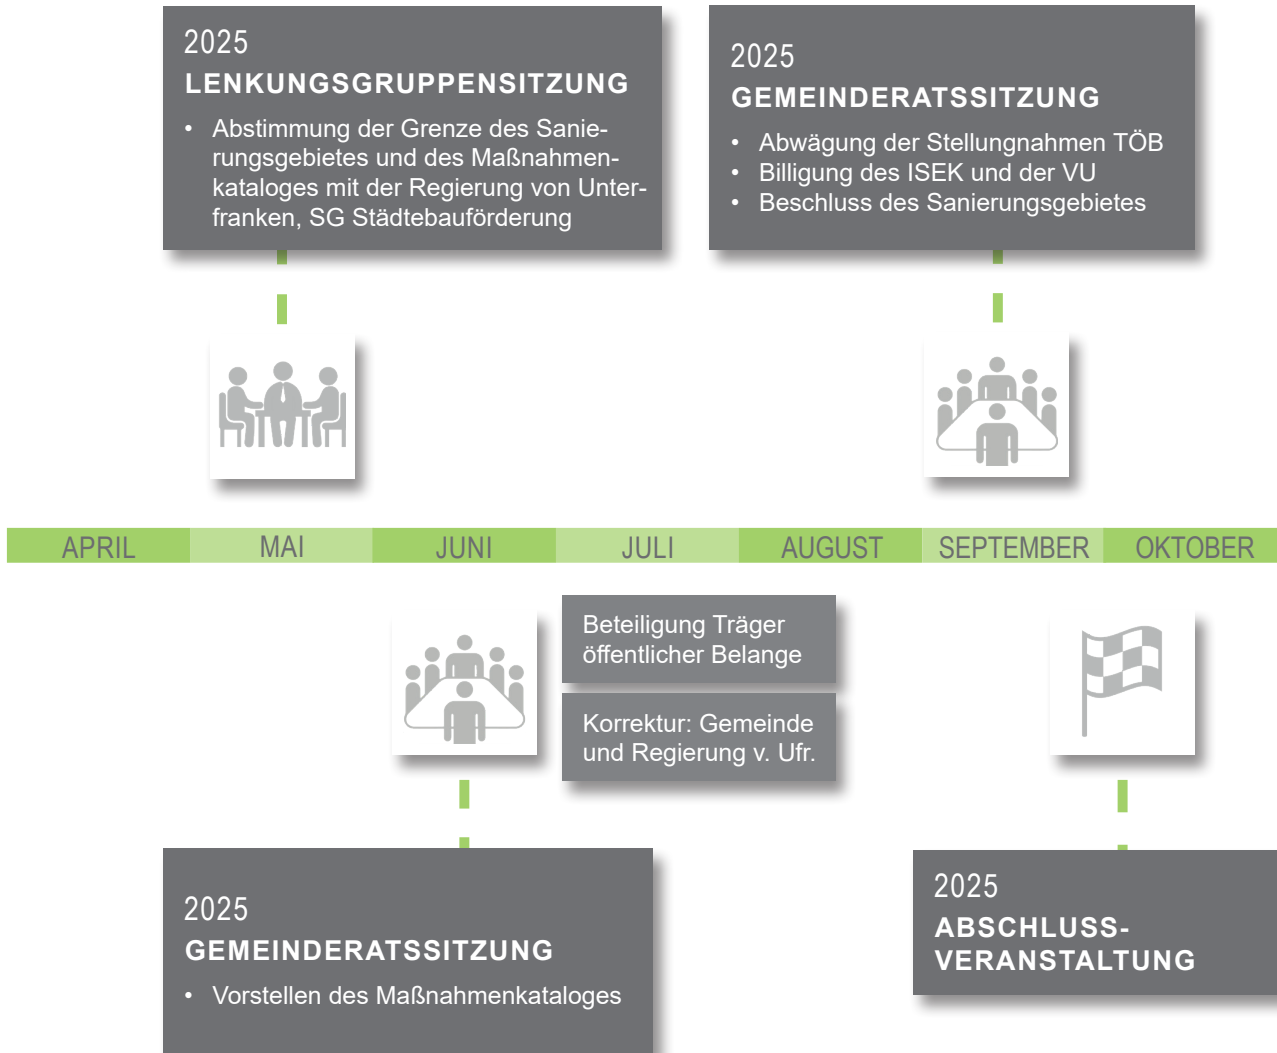 2025
LENKUNGSGRUPPENSITZUNG
• Abstimmung der Grenze des Sanie-
rungsgebietes und des Maßnahmen-
kataloges mit der Regierung von Unter-
franken, SG Städtebauförderung
2025
GEMEINDERATSSITZUNG
• Abwägung der Stellungnahmen TÖB
• Billigung des ISEK und der VU
• Beschluss des Sanierungsgebietes
APRIL MAI JUNI JULI AUGUST SEPTEMBER OKTOBER
Beteiligung Träger
öffentlicher Belange
Korrektur: Gemeinde
und Regierung v. Ufr.
2025
GEMEINDERATSSITZUNG
• Vorstellen des Maßnahmenkataloges
2025
ABSCHLUSS-
VERANSTALTUNG